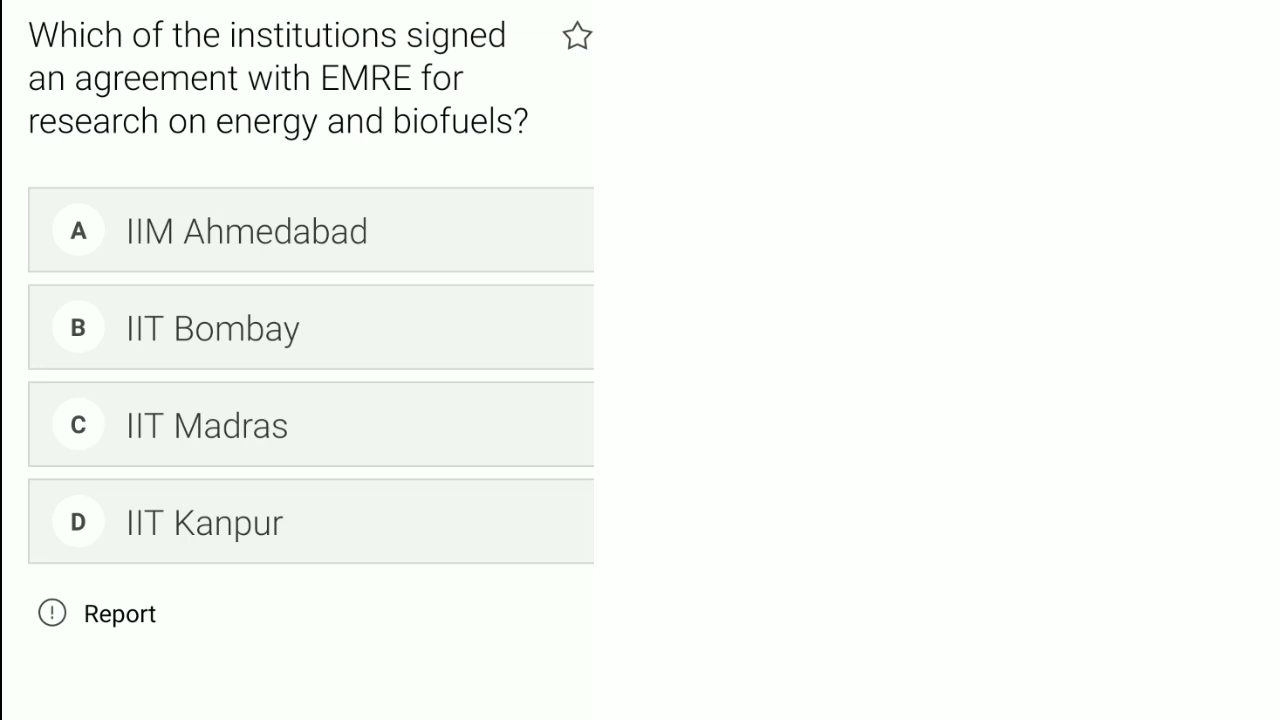 Which of the institutions signed
an agreement with EMRE for
research on energy and biofuels?
A IIM Ahmedabad
B IIT Bombay
C IIT Madras
D IIT Kanpur
Report